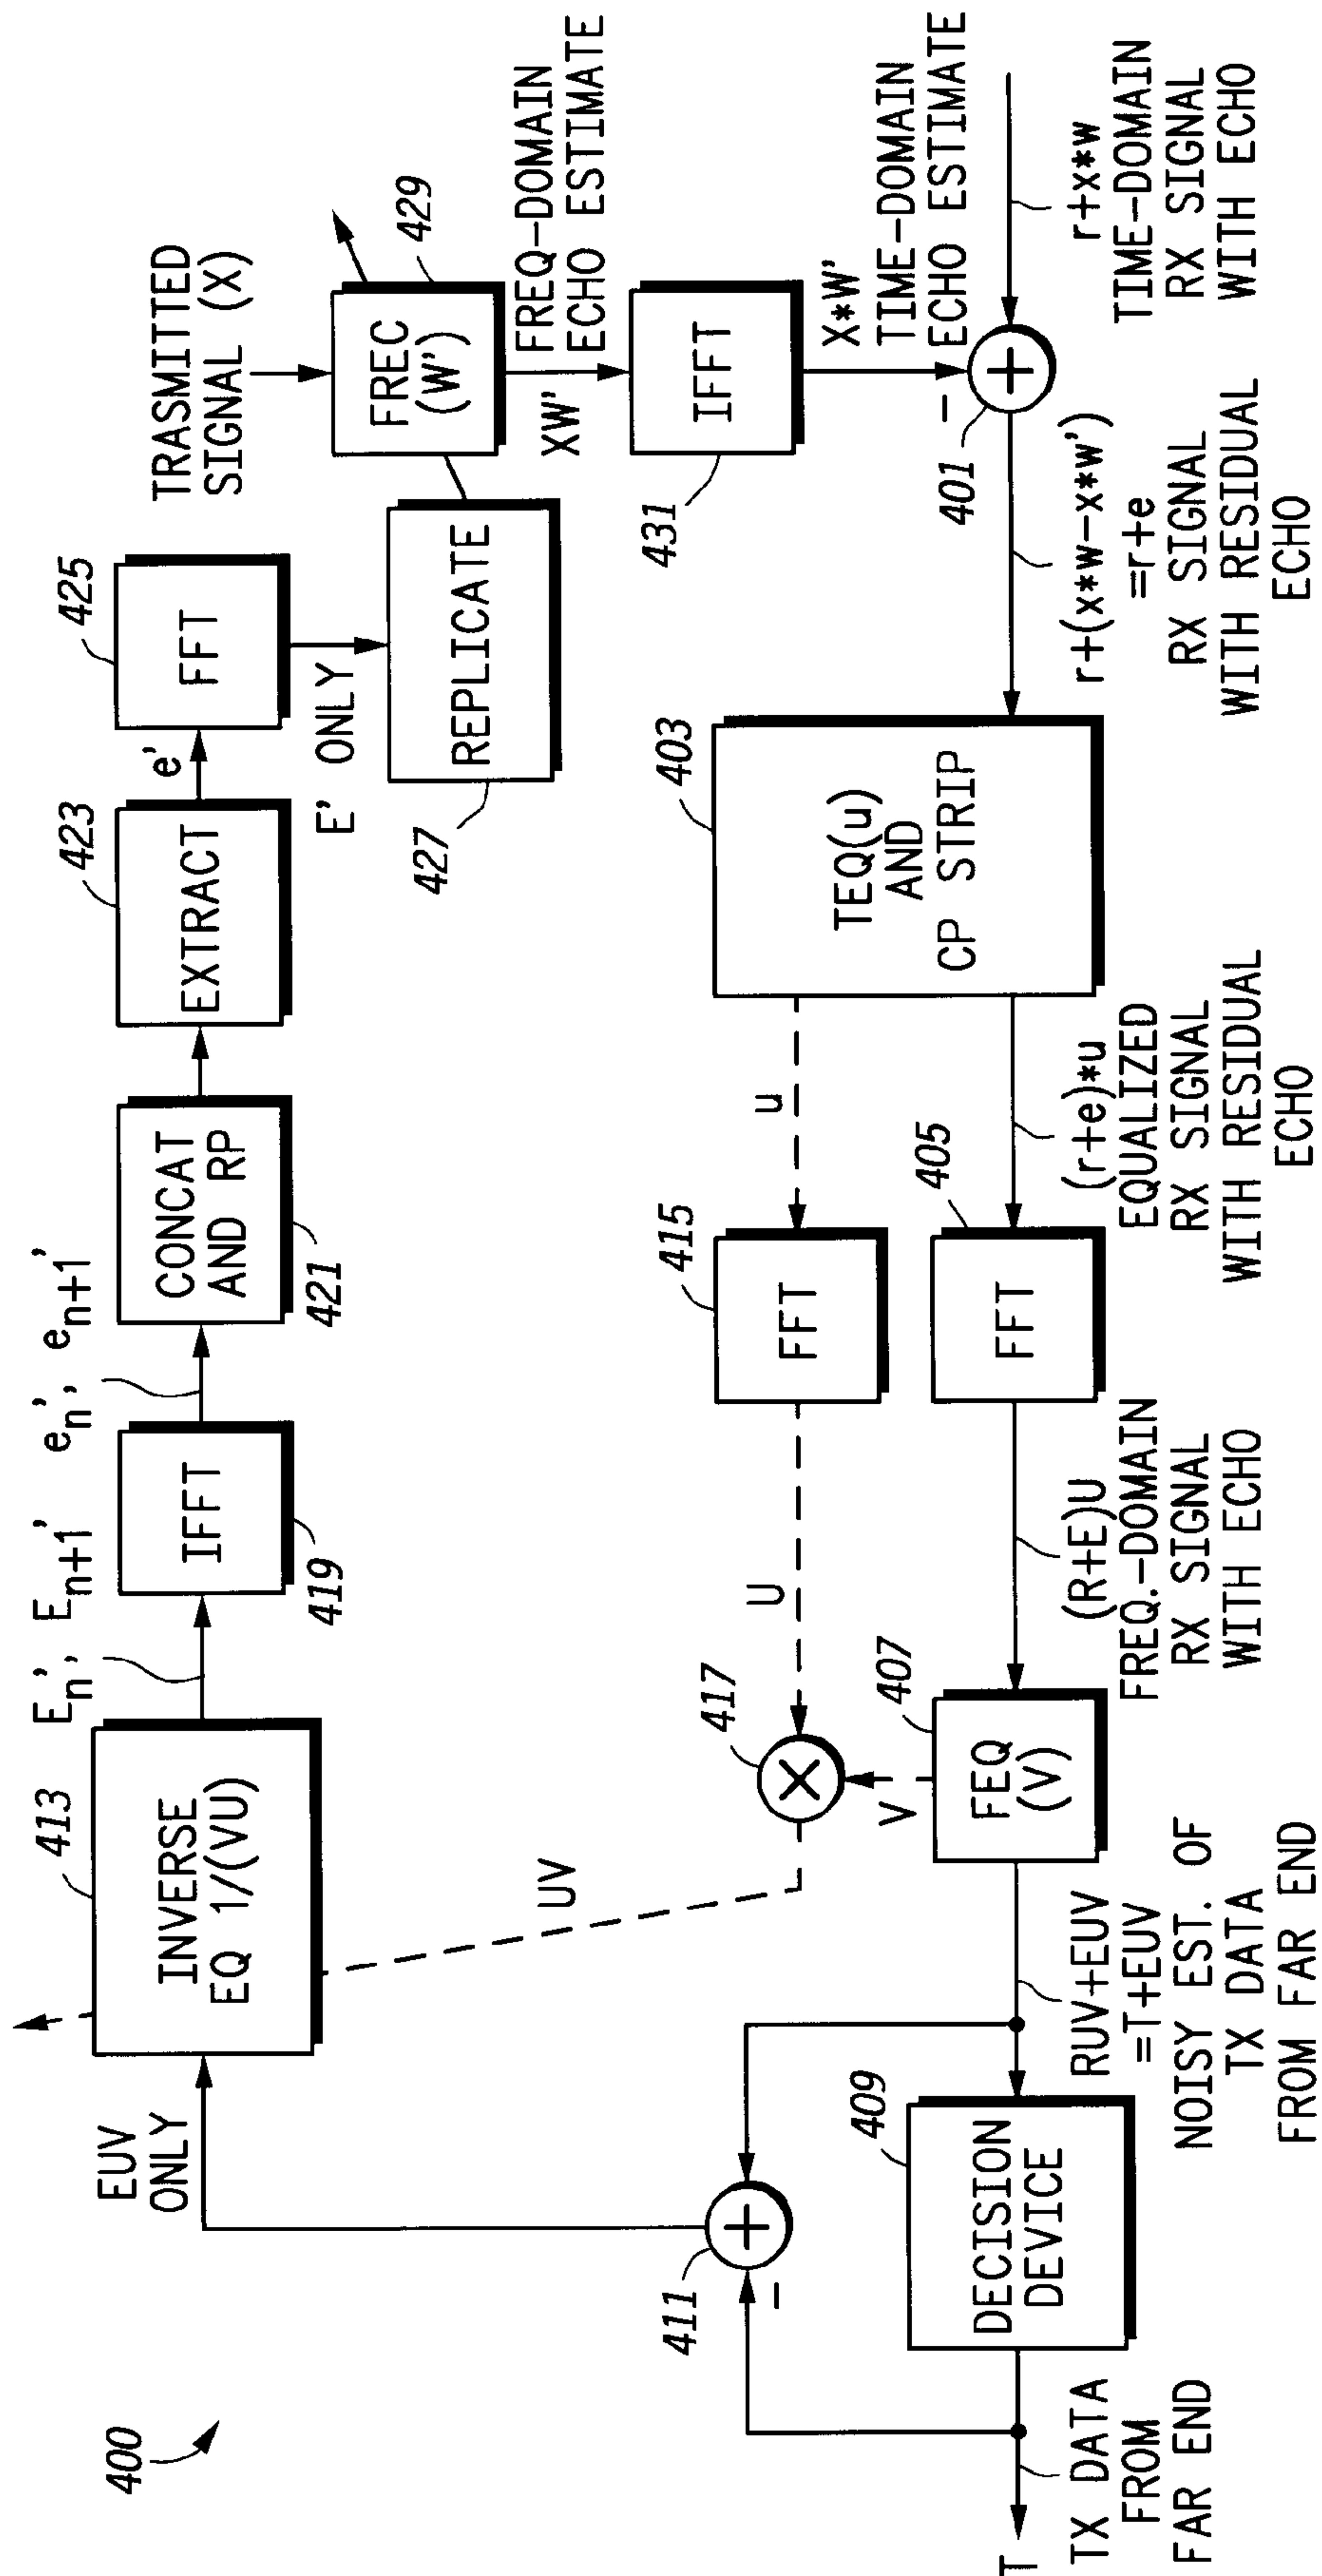 400
EUV
ONLY
413
INVERSE
EQ 1/(VU)
En', En+1'
IFFT
419
en', en+1'
CONCAT
AND RP
421
423
EXTRACT
e'
425
FFT
E' ONLY
REPLICATE
427
TRASMITTED
SIGNAL (X)
FREC
(W')
429
XW'
FREQ-DOMAIN
ECHO ESTIMATE
431
IFFT
X*W'
TIME-DOMAIN
ECHO ESTIMATE
−
+
401
r+x*w
TIME-DOMAIN
RX SIGNAL
WITH ECHO
r+(x*w-x*w')
=r+e
RX SIGNAL
WITH RESIDUAL
ECHO
403
TEQ(u)
AND
CP STRIP
u
415
FFT
U
417
×
V
UV
(r+e)*u
EQUALIZED
RX SIGNAL
WITH RESIDUAL
ECHO
405
FFT
(R+E)U
FREQ.-DOMAIN
RX SIGNAL
WITH ECHO
407
FEQ
(V)
RUV+EUV
=T+EUV
NOISY EST. OF
TX DATA
FROM FAR END
409
DECISION
DEVICE
411
+
−
T
TX DATA
FROM
FAR END